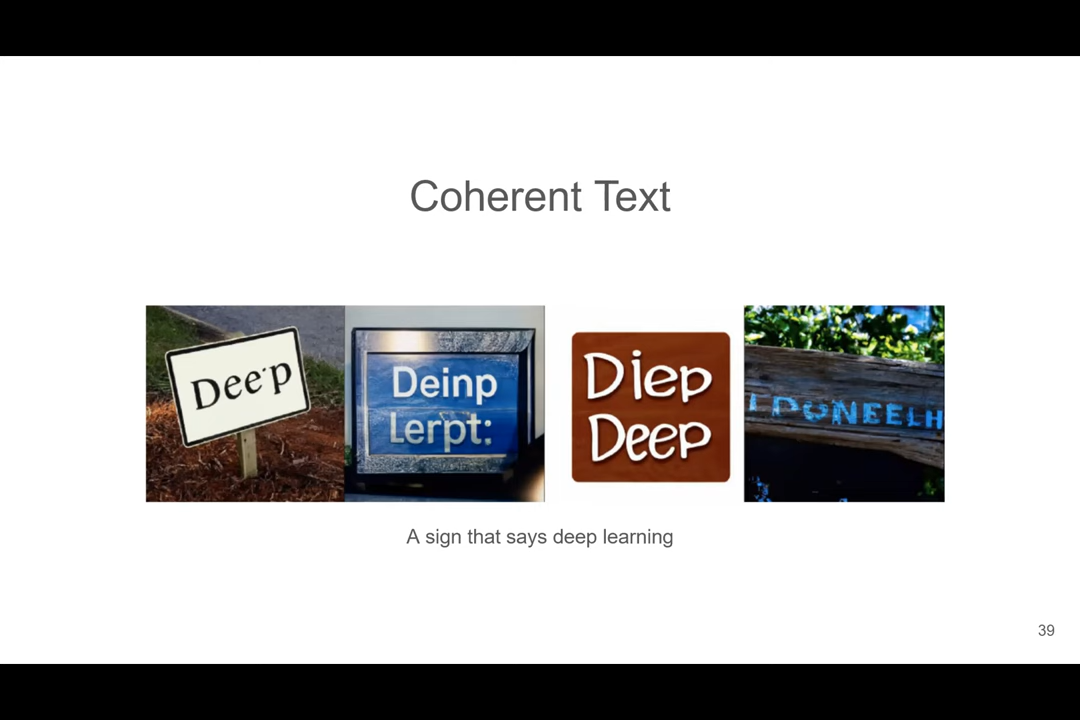 Coherent Text
Dee'p
Deinp
Lerpt:
Diep
Deep
A sign that says deep learning
39